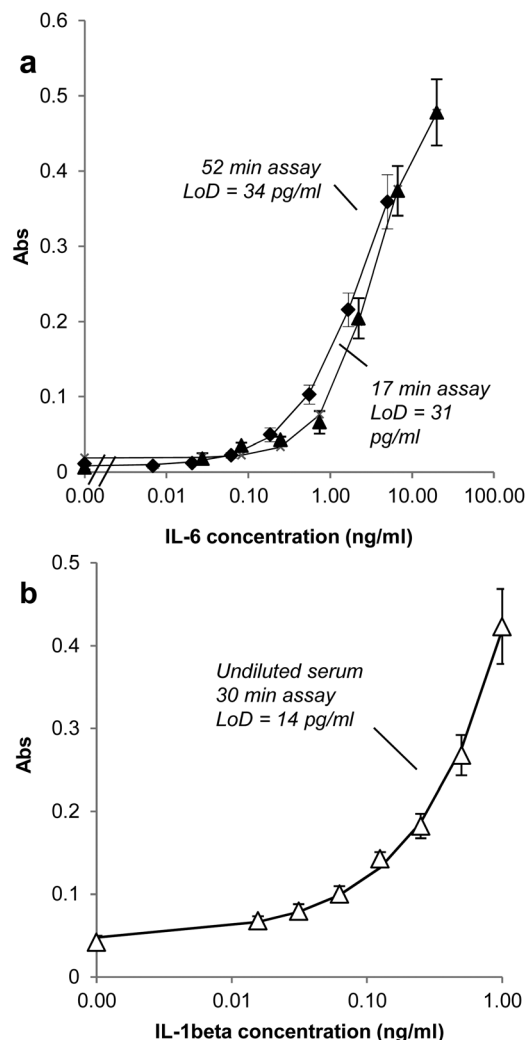 a
0.6
0.5
0.4
0.3
0.2
0.1
0
Abs
52 min assay
LoD = 34 pg/ml
17 min assay
LoD = 31
pg/ml
0.00
0.01
0.10
1.00
10.00
100.00
IL-6 concentration (ng/ml)
b
0.5
0.4
0.3
0.2
0.1
0
Abs
Undiluted serum
30 min assay
LoD = 14 pg/ml
0.00
0.01
0.10
1.00
IL-1beta concentration (ng/ml)